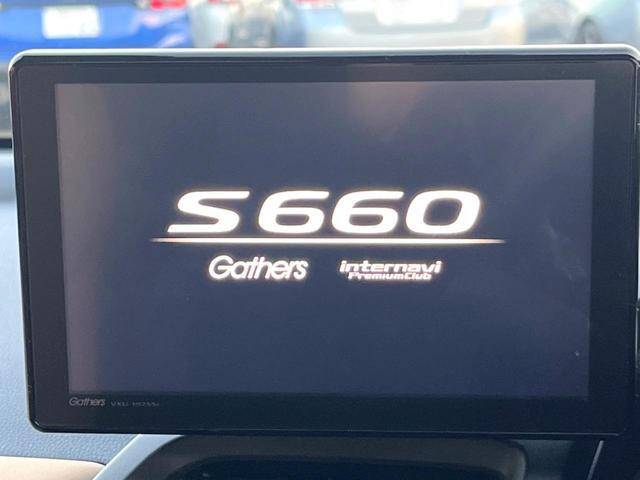 S660
Gathers internavi
PremiumClub
Gathers